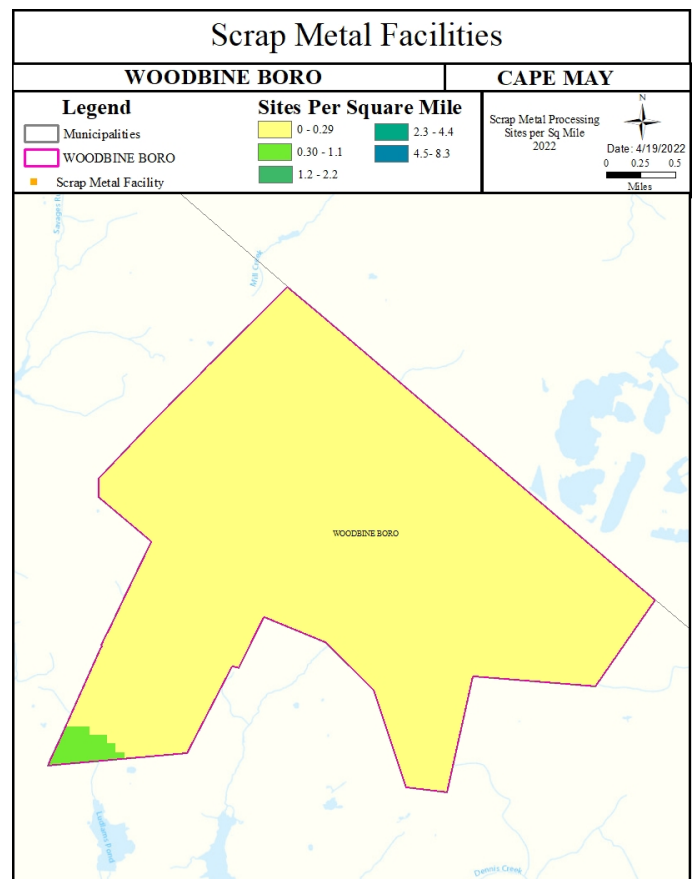 Scrap Metal Facilities
WOODBINE BORO
CAPE MAY
Legend
Municipalities
WOODBINE BORO
Scrap Metal Facility
Sites Per Square Mile
0 - 0.29
0.30 - 1.1
1.2 - 2.2
2.3 - 4.4
4.5- 8.3
Scrap Metal Processing
Sites per Sq Mile
2022
N
Date: 4/19/2022
0 0.25 0.5
Miles
Mill Creek
WOODBINE BORO
Ludlams Pond
Dennis Creek